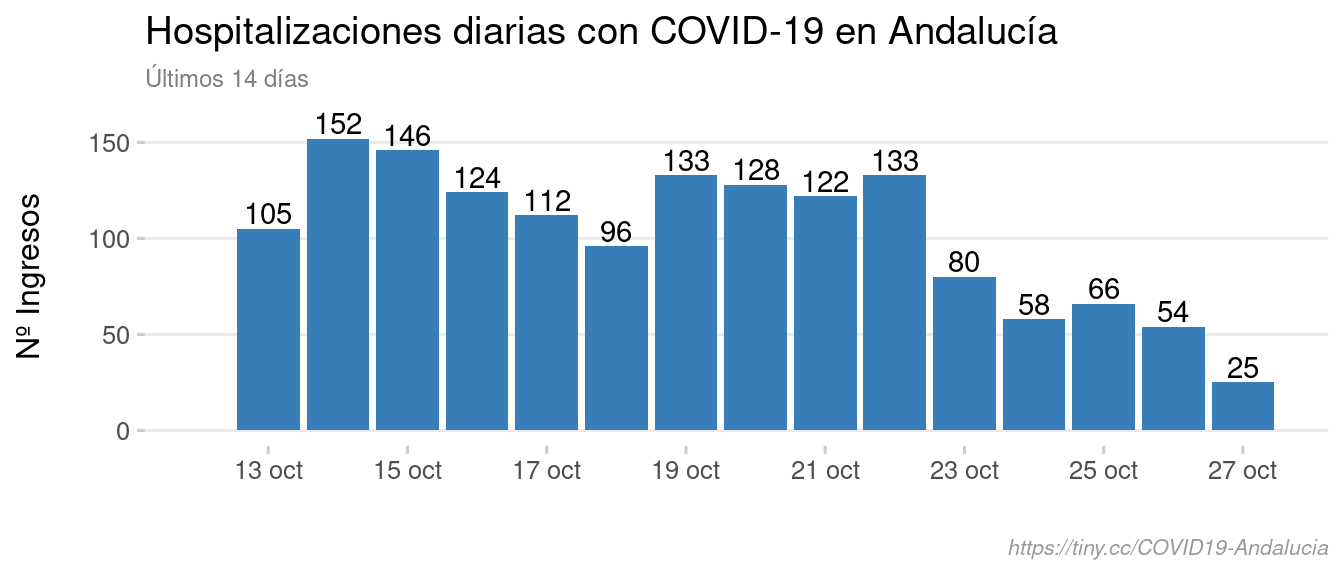 Hospitalizaciones diarias con COVID-19 en Andalucía
Últimos 14 días
Nº Ingresos
150
100
50
0
105
152
146
124
112
96
133
128
122
133
80
58
66
54
25
13 oct
15 oct
17 oct
19 oct
21 oct
23 oct
25 oct
27 oct
https://tiny.cc/COVID19-Andalucia